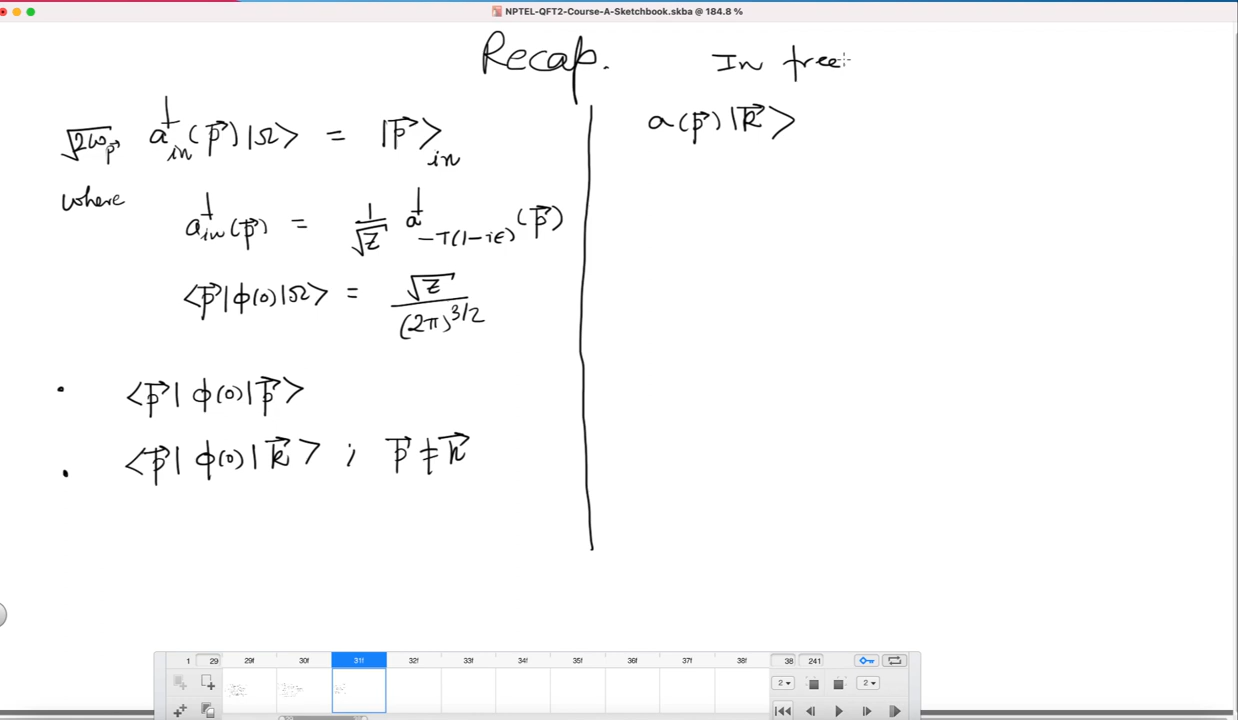 NPTEL-QFT2-Course-A-Sketchbook.skba @ 184.8 %
Recap.
√2ω_p⃗ a†_in(p⃗)|Ω> = |p⃗>_in
where
a†_in(p⃗) = 1/√Z a†_-T(1-iε)(p⃗)
<p⃗|ϕ(0)|Ω> = √Z/(2π)^3/2
• <p⃗|ϕ(0)|p⃗>
• <p⃗|ϕ(0)|k⃗> ; p⃗ ≠ k⃗
In free
a(p⃗)|k⃗>
1 29 29f 30f 31f 32f 33f 34f 35f 36f 37f 38f 38 241
2 2